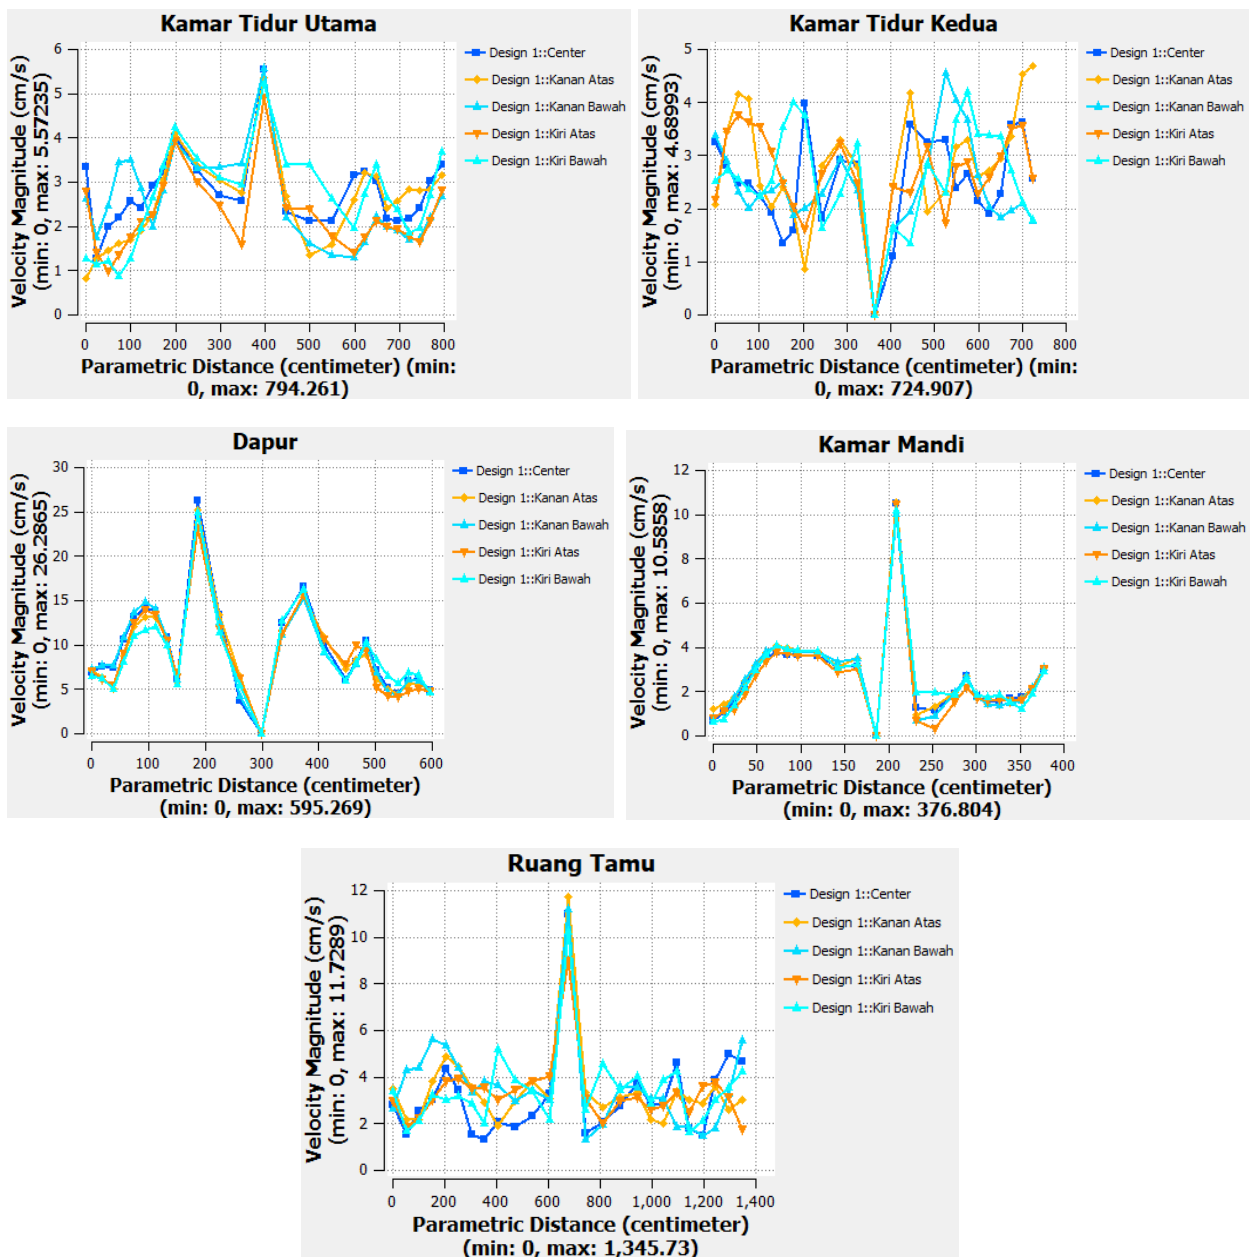 Kamar Tidur Utama
Velocity Magnitude (cm/s)
(min: 0, max: 5.57235)
6
5
4
3
2
1
0
0 100 200 300 400 500 600 700 800
Parametric Distance (centimeter) (min:
0, max: 794.261)
Design 1::Center
Design 1::Kanan Atas
Design 1::Kanan Bawah
Design 1::Kiri Atas
Design 1::Kiri Bawah
Kamar Tidur Kedua
Velocity Magnitude (cm/s)
(min: 0, max: 4.68993)
5
4
3
2
1
0
0 100 200 300 400 500 600 700 800
Parametric Distance (centimeter) (min:
0, max: 724.907)
Design 1::Center
Design 1::Kanan Atas
Design 1::Kanan Bawah
Design 1::Kiri Atas
Design 1::Kiri Bawah
Dapur
Velocity Magnitude (cm/s)
(min: 0, max: 26.2865)
30
25
20
15
10
5
0
0 100 200 300 400 500 600
Parametric Distance (centimeter)
(min: 0, max: 595.269)
Design 1::Center
Design 1::Kanan Atas
Design 1::Kanan Bawah
Design 1::Kiri Atas
Design 1::Kiri Bawah
Kamar Mandi
Velocity Magnitude (cm/s)
(min: 0, max: 10.5858)
12
10
8
6
4
2
0
0 50 100 150 200 250 300 350 400
Parametric Distance (centimeter)
(min: 0, max: 376.804)
Design 1::Center
Design 1::Kanan Atas
Design 1::Kanan Bawah
Design 1::Kiri Atas
Design 1::Kiri Bawah
Ruang Tamu
Velocity Magnitude (cm/s)
(min: 0, max: 11.7289)
12
10
8
6
4
2
0
0 200 400 600 800 1,000 1,200 1,400
Parametric Distance (centimeter)
(min: 0, max: 1,345.73)
Design 1::Center
Design 1::Kanan Atas
Design 1::Kanan Bawah
Design 1::Kiri Atas
Design 1::Kiri Bawah